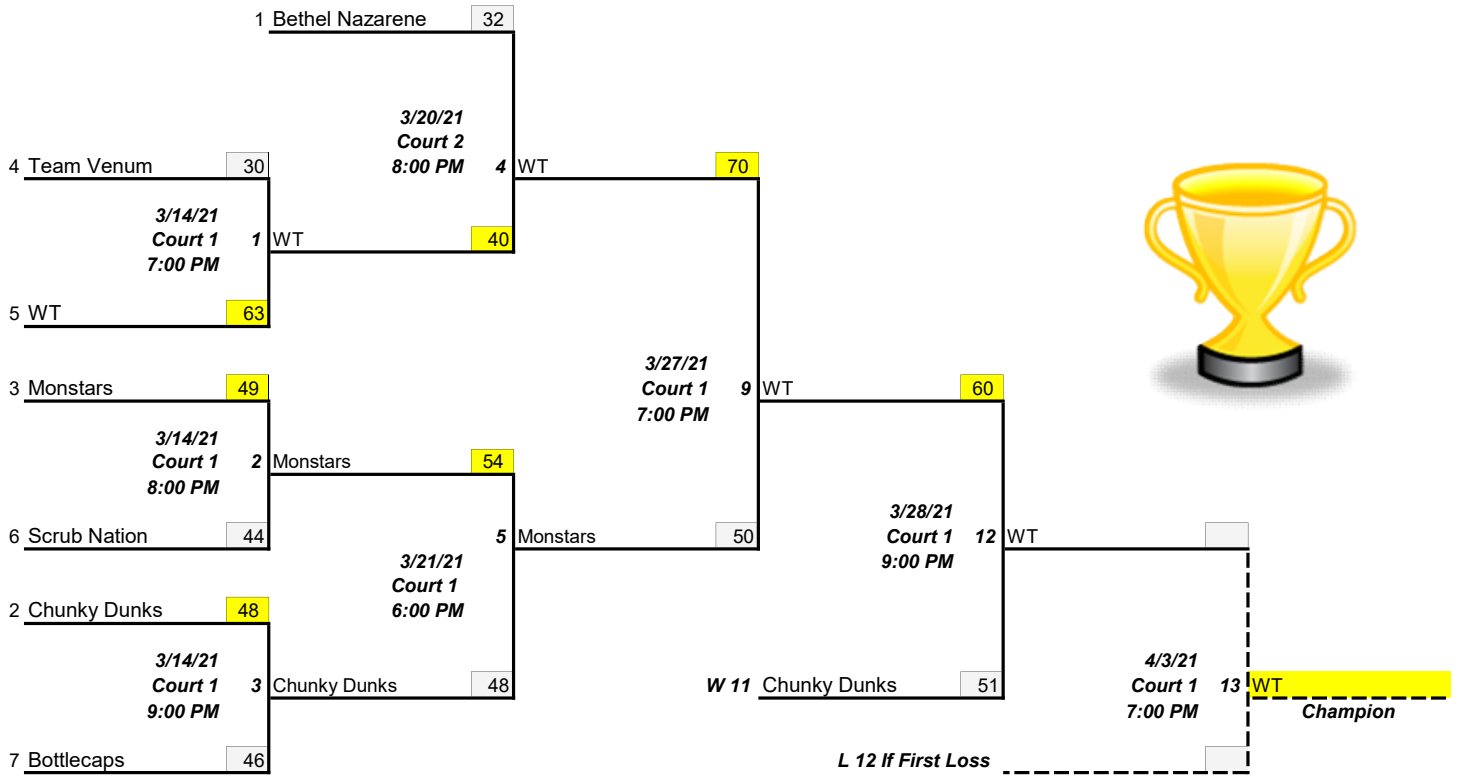 1 Bethel Nazarene 32
3/20/21
Court 2
8:00 PM 4 WT 70
4 Team Venum 30
3/14/21
Court 1 1 WT 40
7:00 PM
5 WT 63
3/27/21
Court 1 9 WT 60
7:00 PM
3 Monstars 49
3/14/21
Court 1 2 Monstars 54
8:00 PM
6 Scrub Nation 44
5 Monstars 50
3/21/21
Court 1
6:00 PM
3/28/21
Court 1 12 WT
9:00 PM
2 Chunky Dunks 48
3/14/21
Court 1 3 Chunky Dunks 48
9:00 PM
7 Bottlecaps 46
W 11 Chunky Dunks 51
4/3/21
Court 1 13 WT
7:00 PM Champion
L 12 If First Loss